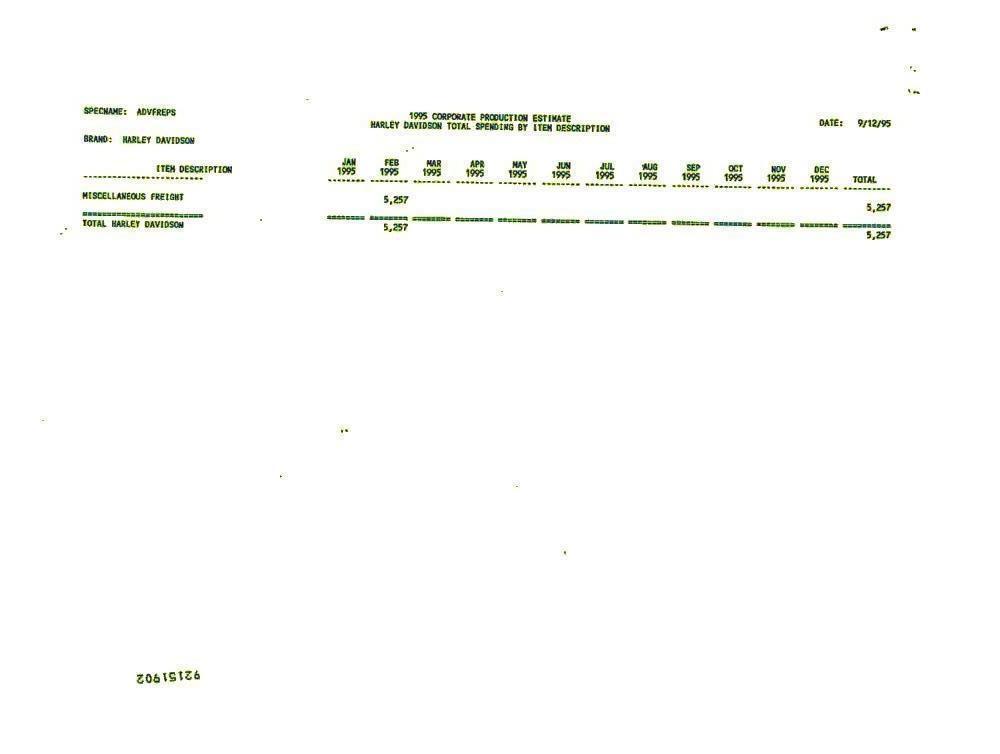 SPECNAME: ADVFREPS
1995 CORPORATE PRODUCTION ESTIMATE
HARLEY DAVIDSON TOTAL SPENDING BY ITEM DESCRIPTION
DATE: 9/12/95
BRAND: HARLEY DAVIDSON
JAN FEB MAR APR MAY JUN JUL AUG SEP OCT NOV DEC
ITEM DESCRIPTION 1995 1995 1995 1995 1995 1995 1995 1995 1995 1995 1995 1995 TOTAL
MISCELLANEOUS FREIGHT 5,257 5,257
TOTAL HARLEY DAVIDSON 5,257 5,257
92151902